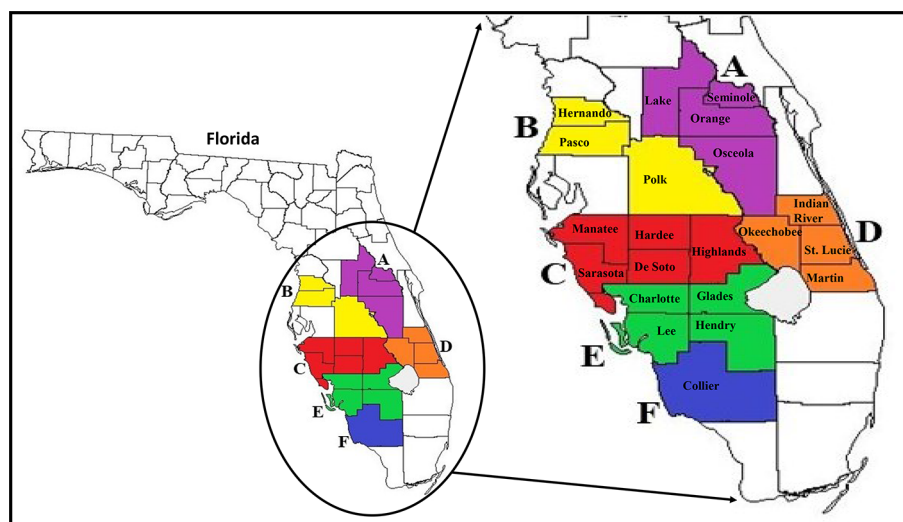 Florida
A
B
C
D
E
F
A
B
C
D
E
F
Lake
Seminole
Orange
Osceola
Hernando
Pasco
Polk
Manatee
Hardee
Highlands
Sarasota
De Soto
Okeechobee
Indian
River
St. Lucie
Martin
Charlotte
Glades
Lee
Hendry
Collier